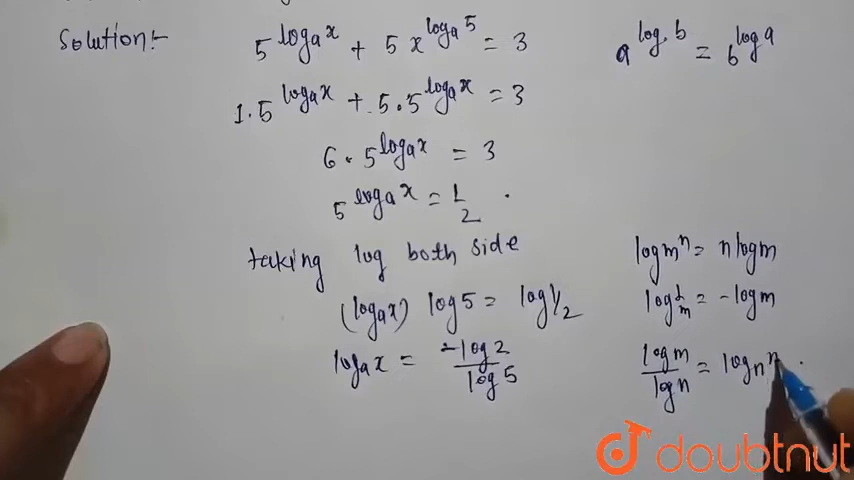 Solution:- 5^{log_a x} + 5 x^{log_a 5} = 3
a^{log b} = b^{log a}
1.5^{log_a x} + 5.5^{log_a x} = 3
6.5^{log_a x} = 3
5^{log_a x} = 1/2 .
taking log both side
log m^n = n log m
(log_a x) log 5 = log 1/2
log 1/m = -log m
log_a x = -log 2 / log 5
log m / log n = log_n
doubtnut